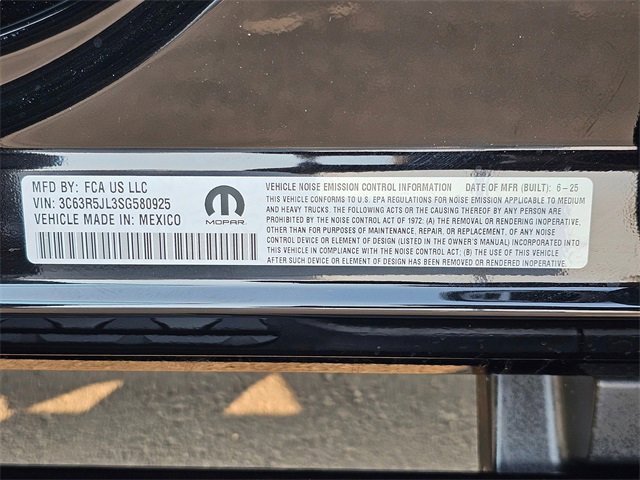 MFD BY: FCA US LLC
VIN: 3C63R5JL3SG580925
VEHICLE MADE IN: MEXICO
MOPAR
VEHICLE NOISE EMISSION CONTROL INFORMATION DATE OF MFR (BUILT): 6-25
THIS VEHICLE CONFORMS TO U.S. EPA REGULATIONS FOR NOISE EMISSION APPLICABLE TO MEDIUM
AND HEAVY TRUCKS. THE FOLLOWING ACTS OR THE CAUSING THEREOF BY ANY PERSON ARE
PROHIBITED BY THE NOISE CONTROL ACT OF 1972: (A) THE REMOVAL OR RENDERING INOPERATIVE,
OTHER THAN FOR PURPOSES OF MAINTENANCE, REPAIR, OR REPLACEMENT, OF ANY NOISE
CONTROL DEVICE OR ELEMENT OF DESIGN (LISTED IN THE OWNER'S MANUAL) INCORPORATED INTO
THIS VEHICLE IN COMPLIANCE WITH THE NOISE CONTROL ACT; (B) THE USE OF THIS VEHICLE
AFTER SUCH DEVICE OR ELEMENT OF DESIGN HAS BEEN REMOVED OR RENDERED INOPERATIVE.